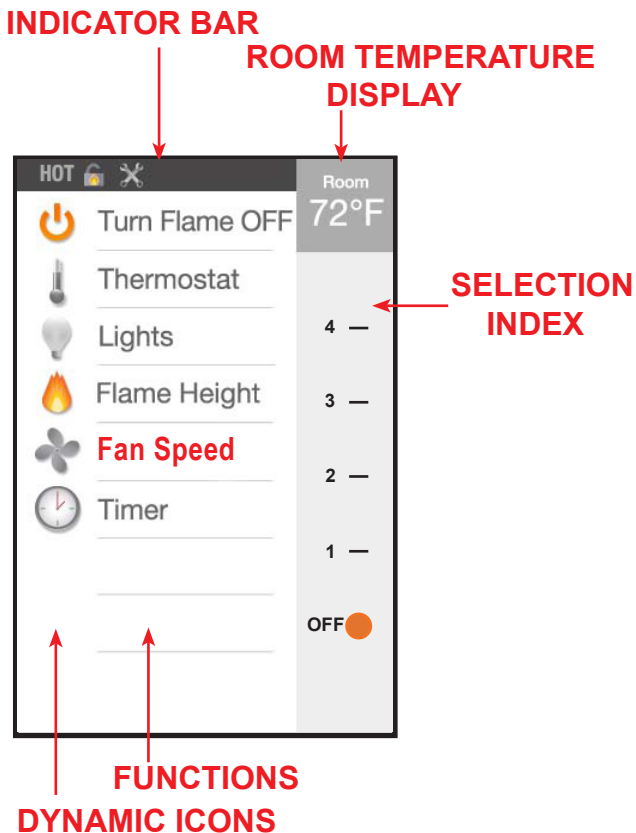 INDICATOR BAR
ROOM TEMPERATURE
DISPLAY
HOT
Room
72°F
Turn Flame OFF
Thermostat
Lights
Flame Height
Fan Speed
Timer
SELECTION
INDEX
4
3
2
1
OFF
FUNCTIONS
DYNAMIC ICONS